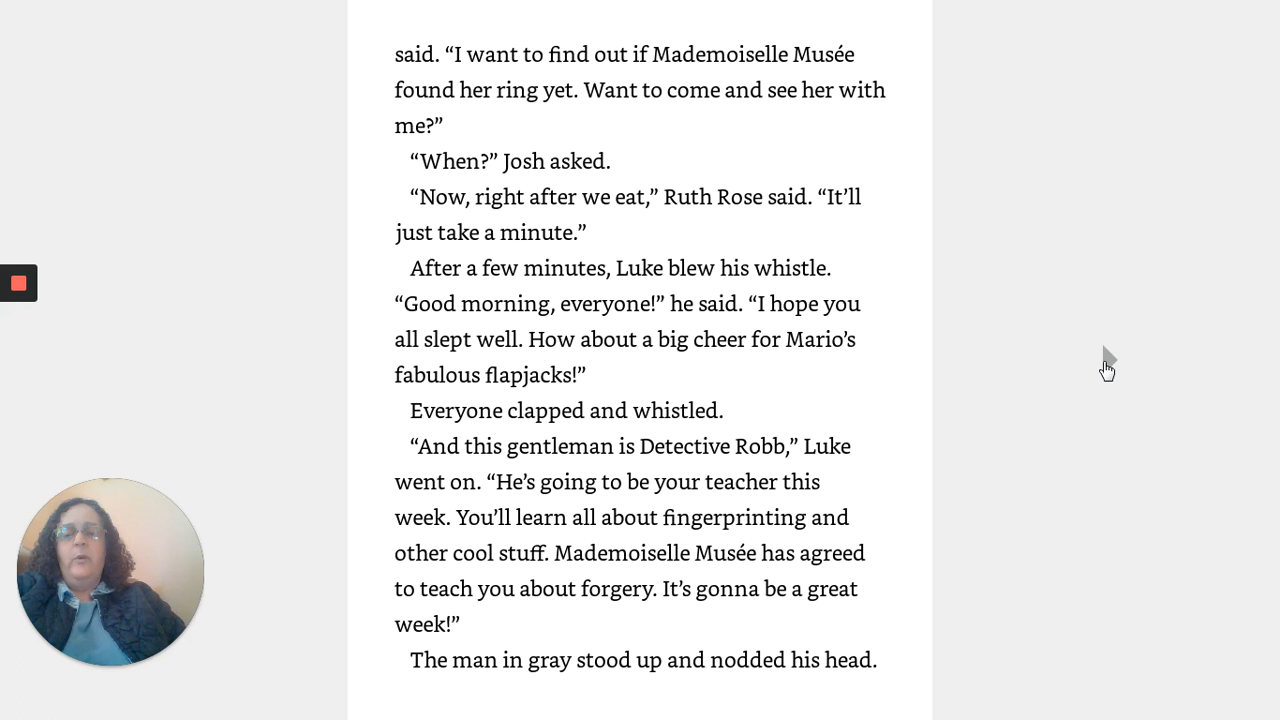 said. “I want to find out if Mademoiselle Musée
found her ring yet. Want to come and see her with
me?”
“When?” Josh asked.
“Now, right after we eat,” Ruth Rose said. “It’ll
just take a minute.”
After a few minutes, Luke blew his whistle.
“Good morning, everyone!” he said. “I hope you
all slept well. How about a big cheer for Mario’s
fabulous flapjacks!”
Everyone clapped and whistled.
“And this gentleman is Detective Robb,” Luke
went on. “He’s going to be your teacher this
week. You’ll learn all about fingerprinting and
other cool stuff. Mademoiselle Musée has agreed
to teach you about forgery. It’s gonna be a great
week!”
The man in gray stood up and nodded his head.